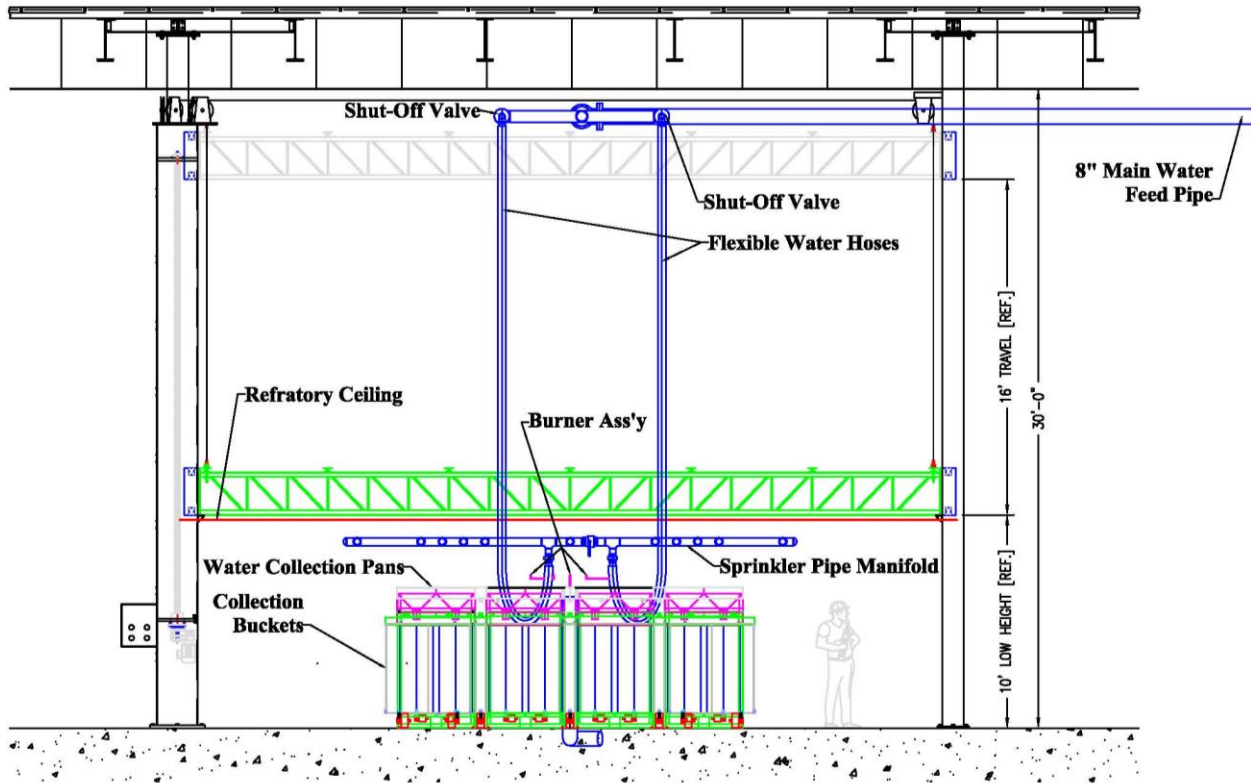 Shut-Off Valve
8" Main Water
Feed Pipe
Shut-Off Valve
Flexible Water Hoses
16' TRAVEL [REF.]
30'-0"
Refratory Ceiling
Burner Ass'y
Water Collection Pans
Sprinkler Pipe Manifold
Collection
Buckets
10' LOW HEIGHT [REF.]